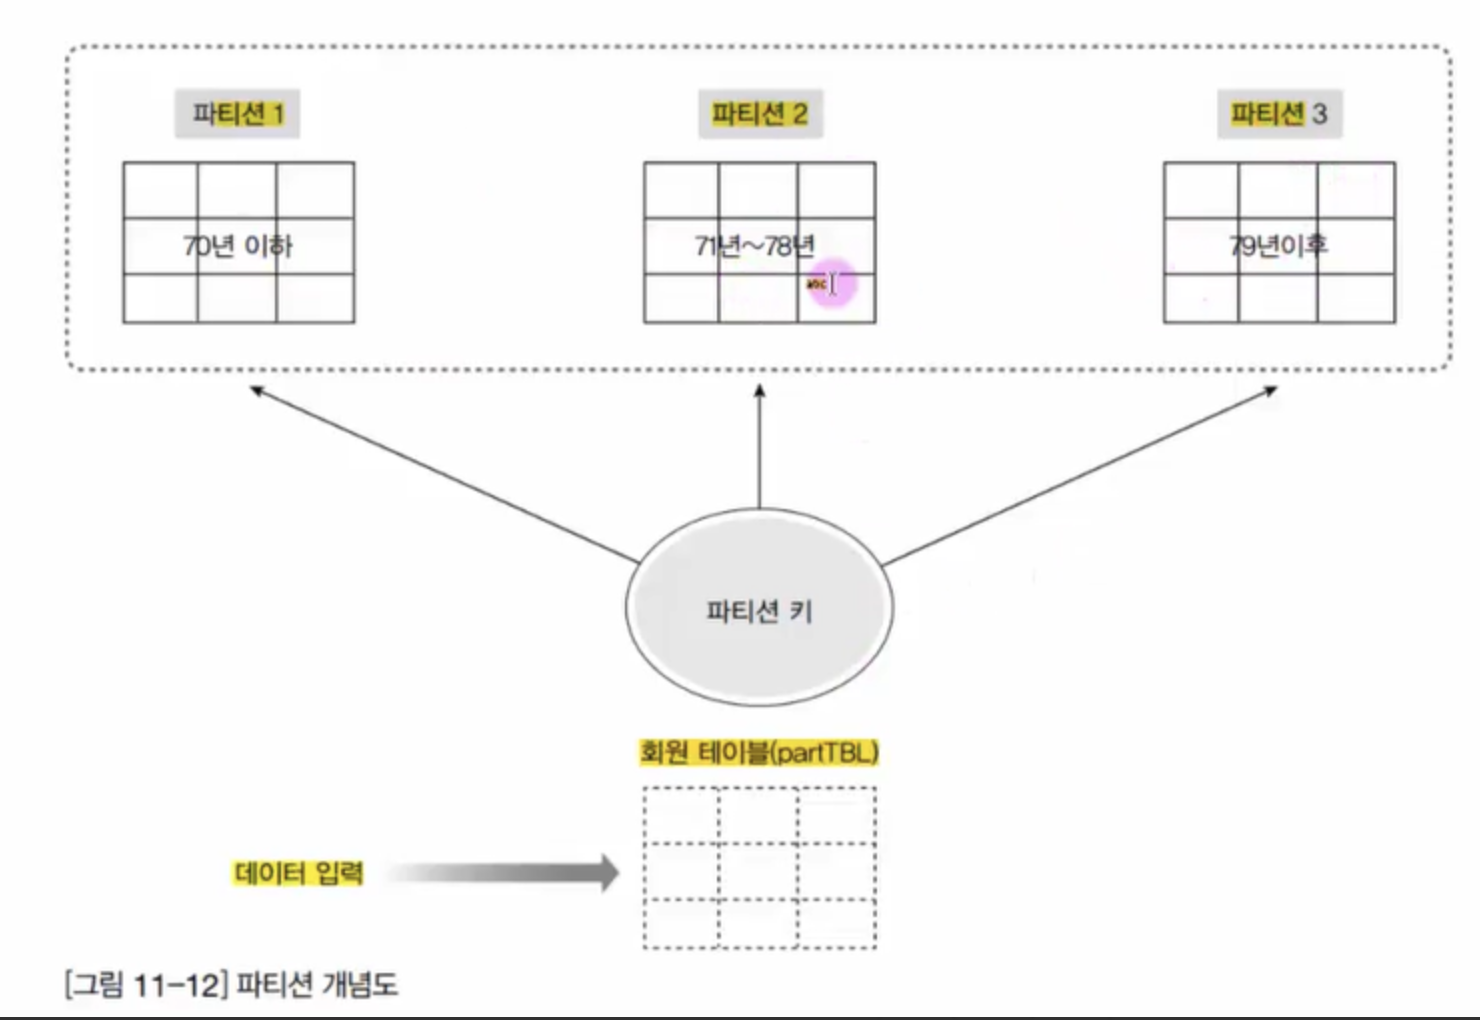 파티션 1
파티션 2
파티션 3
70년 이하
71년~78년
79년이후
abc
파티션 키
회원 테이블(partTBL)
데이터 입력
[그림 11-12] 파티션 개념도